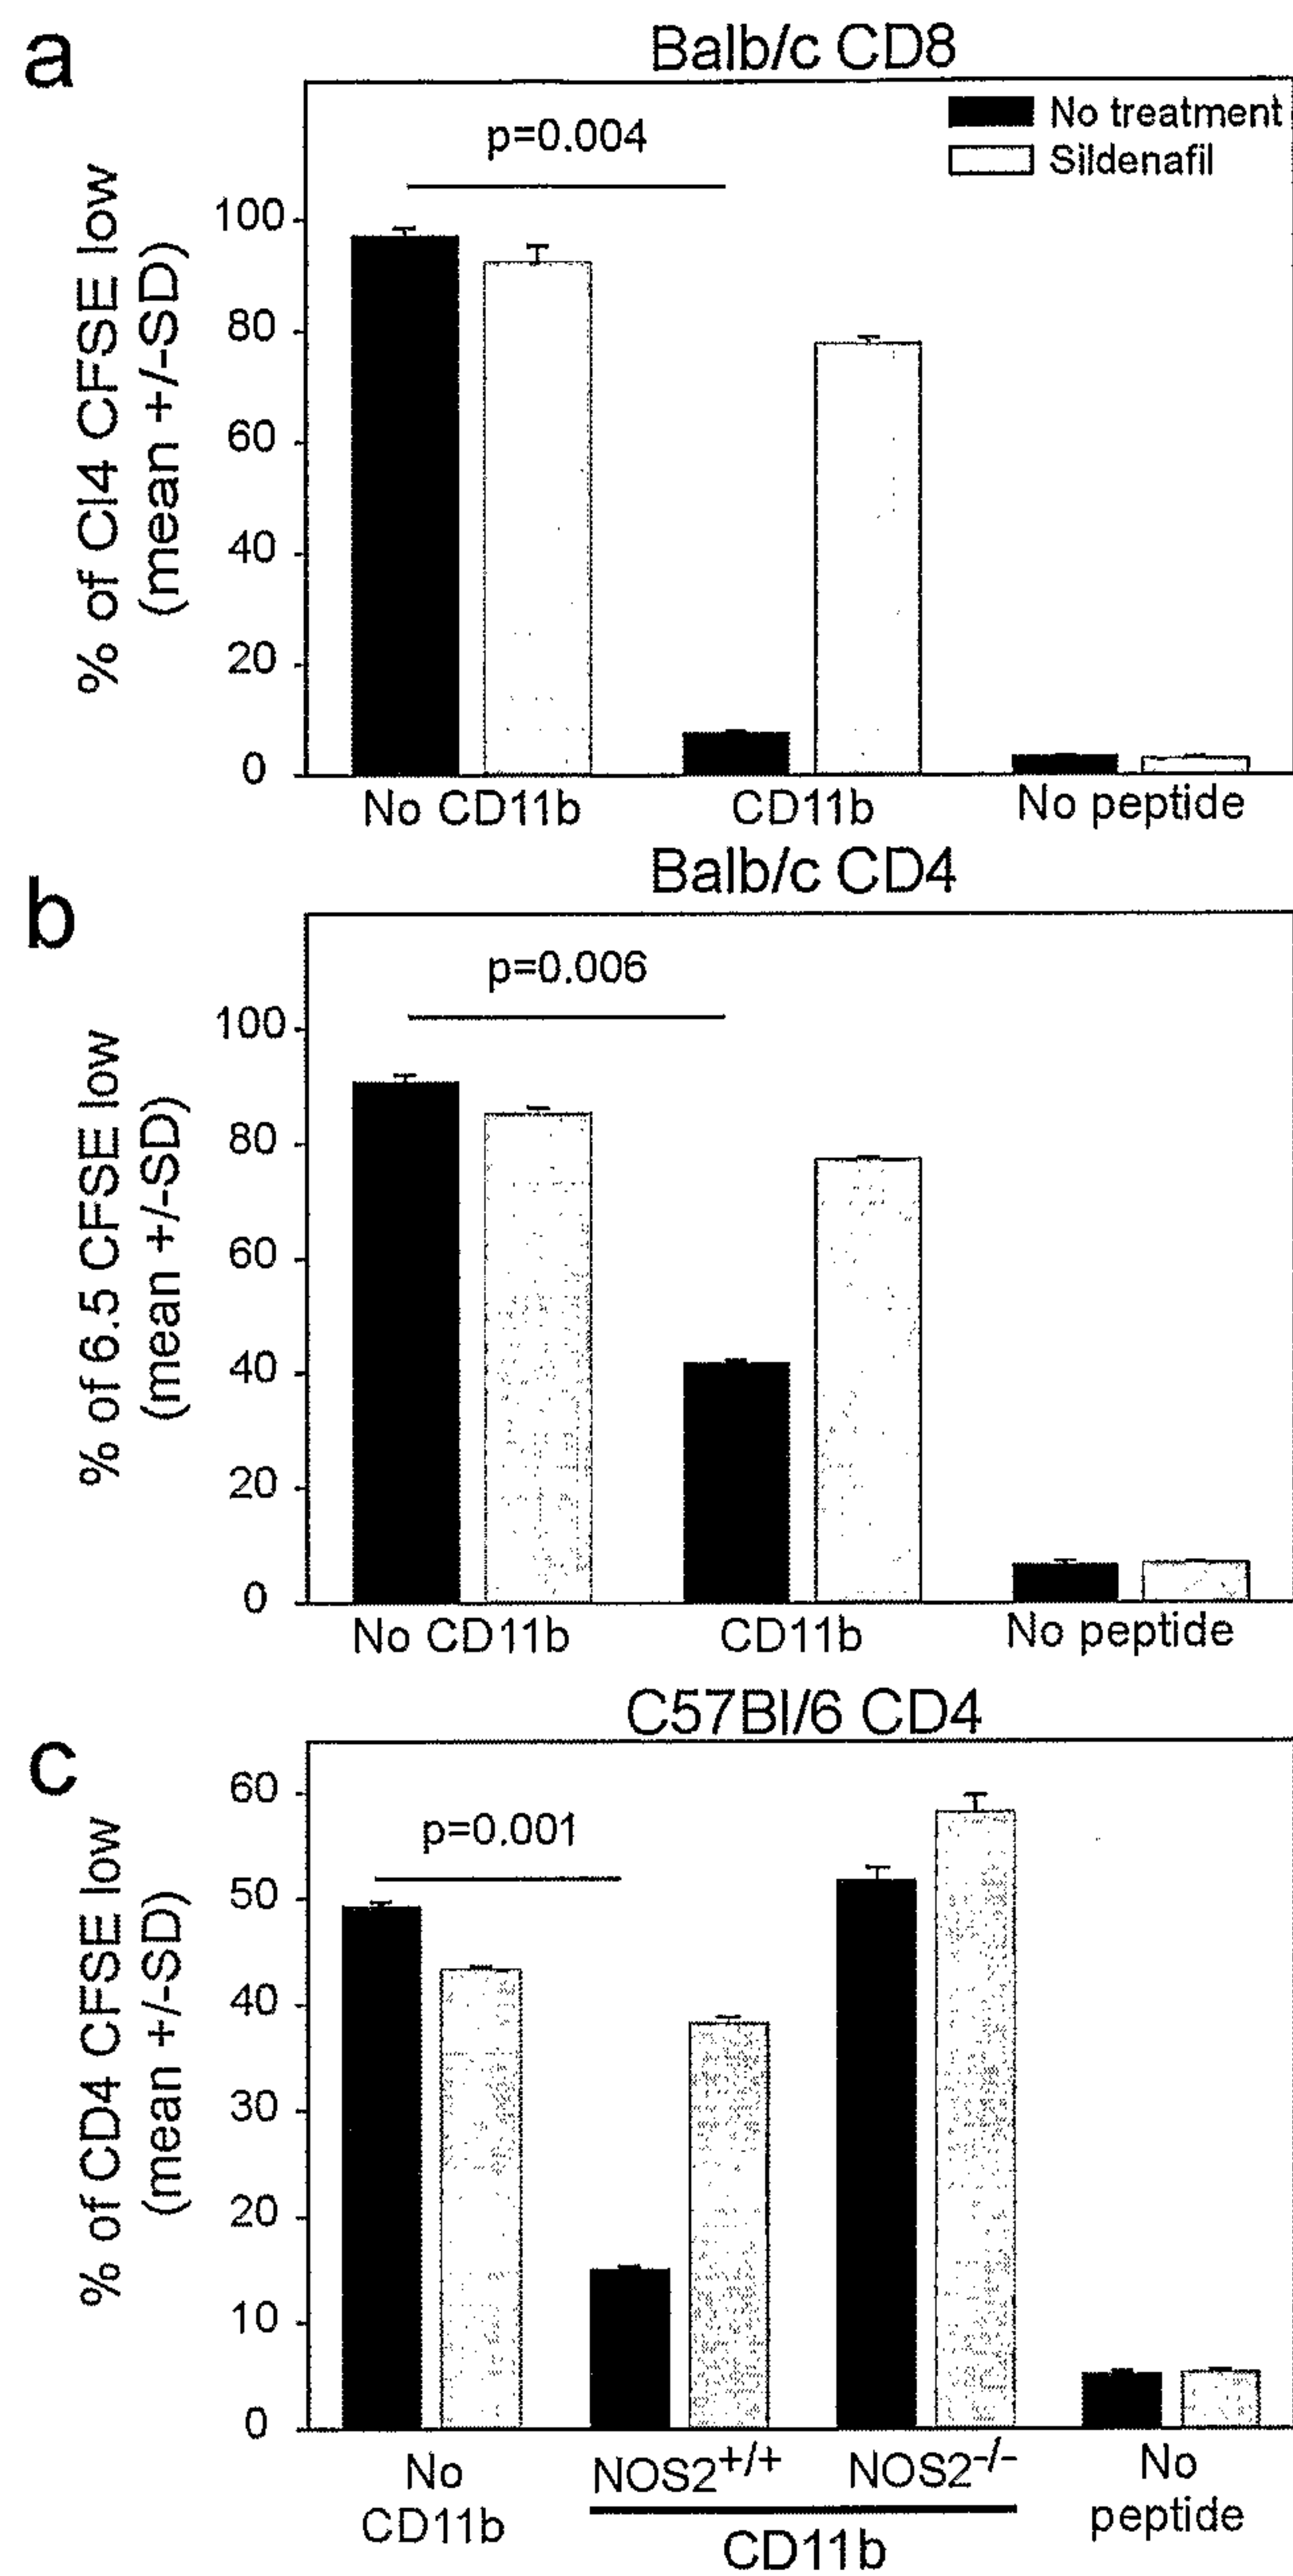 a
Balb/c CD8
No treatment
Sildenafil
p=0.004
% of Cl4 CFSE low
(mean +/-SD)
100
80
60
40
20
0
No CD11b
CD11b
No peptide
b
Balb/c CD4
p=0.006
% of 6.5 CFSE low
(mean +/-SD)
100
80
60
40
20
0
No CD11b
CD11b
No peptide
c
C57Bl/6 CD4
p=0.001
% of CD4 CFSE low
(mean +/-SD)
60
50
40
30
20
10
0
No
CD11b
NOS2+/+
NOS2-/-
CD11b
No
peptide